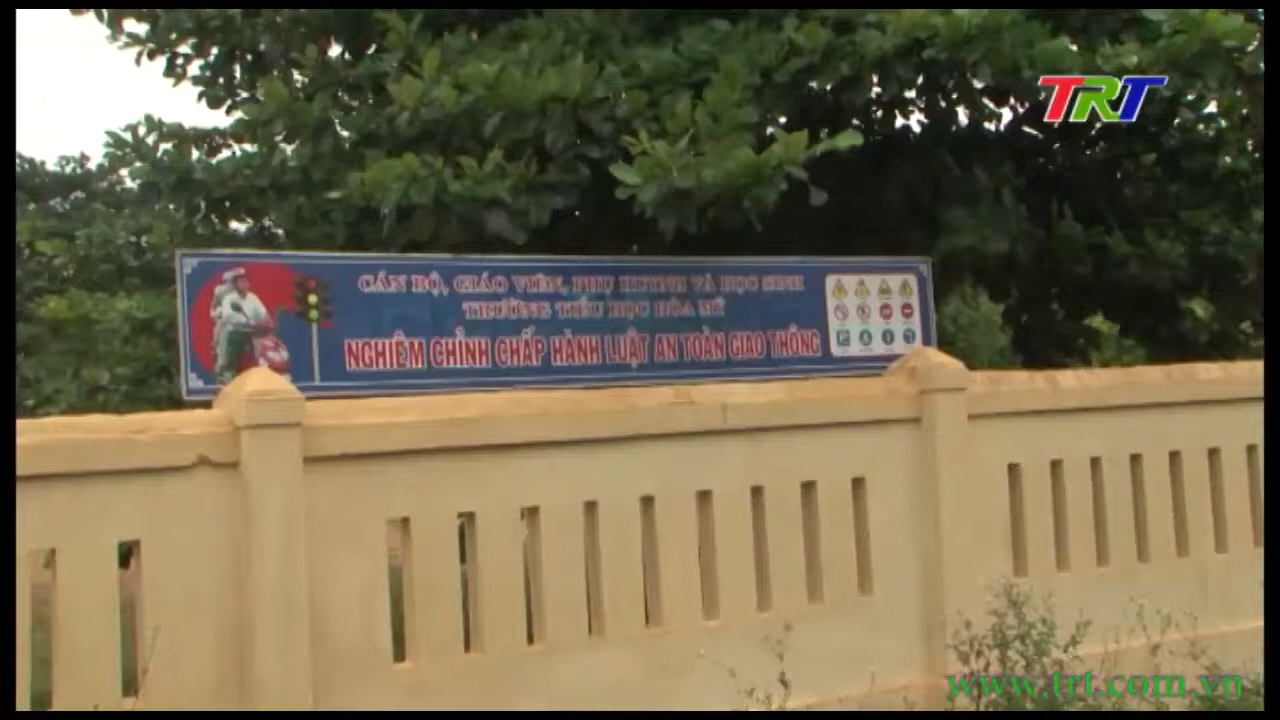 TRT
CÁN BỘ, GIÁO VIÊN, PHỤ HUYNH VÀ HỌC SINH
TRƯỜNG TIỂU HỌC HÒA MỸ
NGHIÊM CHỈNH CHẤP HÀNH LUẬT AN TOÀN GIAO THÔNG
www.trt.com.vn